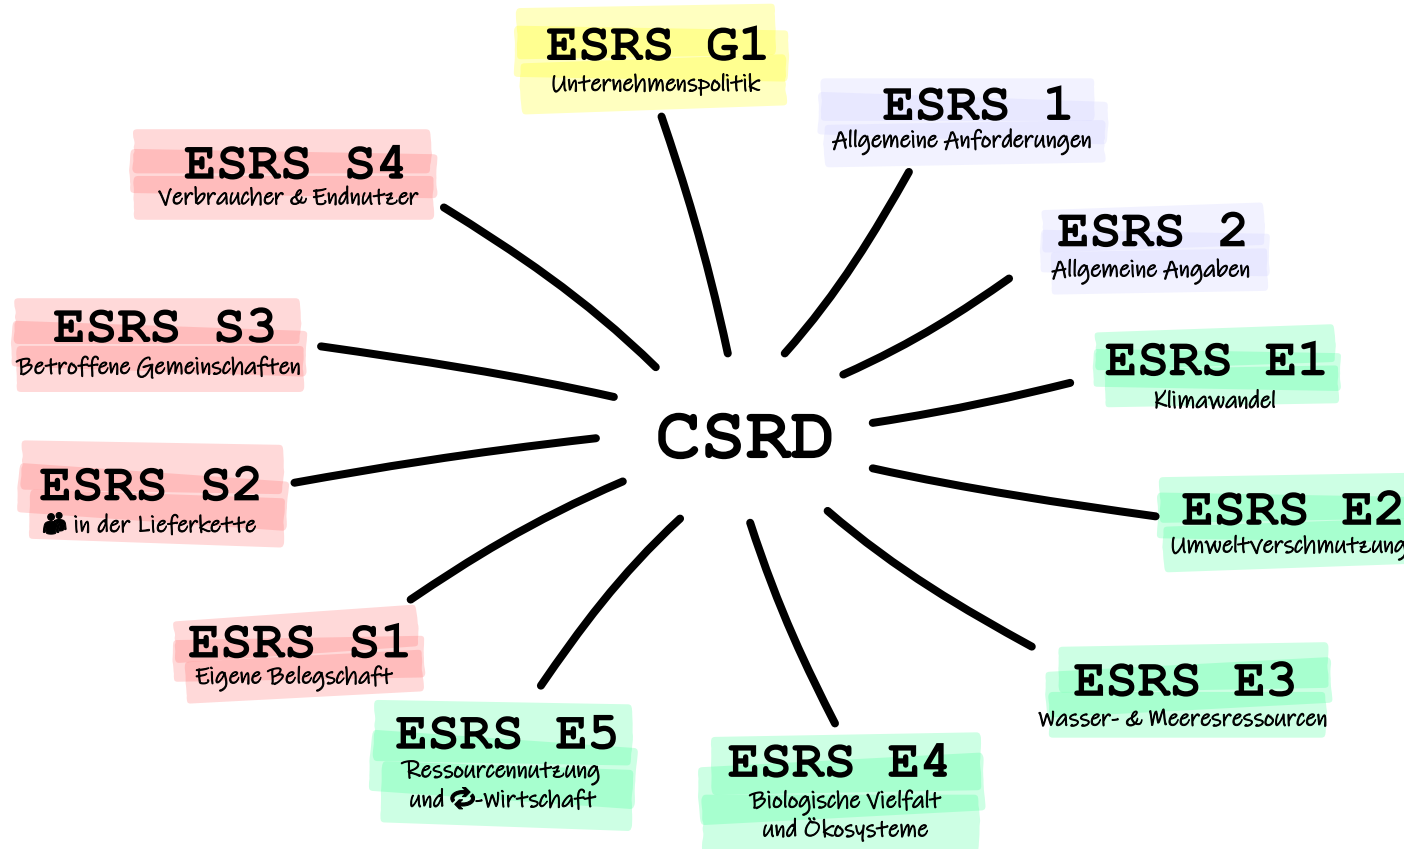 ESRS G1
Unternehmenspolitik
ESRS 1
Allgemeine Anforderungen
ESRS 2
Allgemeine Angaben
ESRS E1
Klimawandel
ESRS E2
Umweltverschmutzung
ESRS E3
Wasser- & Meeresressourcen
ESRS E4
Biologische Vielfalt
und Ökosysteme
ESRS E5
Ressourcennutzung
und -Wirtschaft
ESRS S1
Eigene Belegschaft
ESRS S2
in der Lieferkette
ESRS S3
Betroffene Gemeinschaften
ESRS S4
Verbraucher & Endnutzer
CSRD